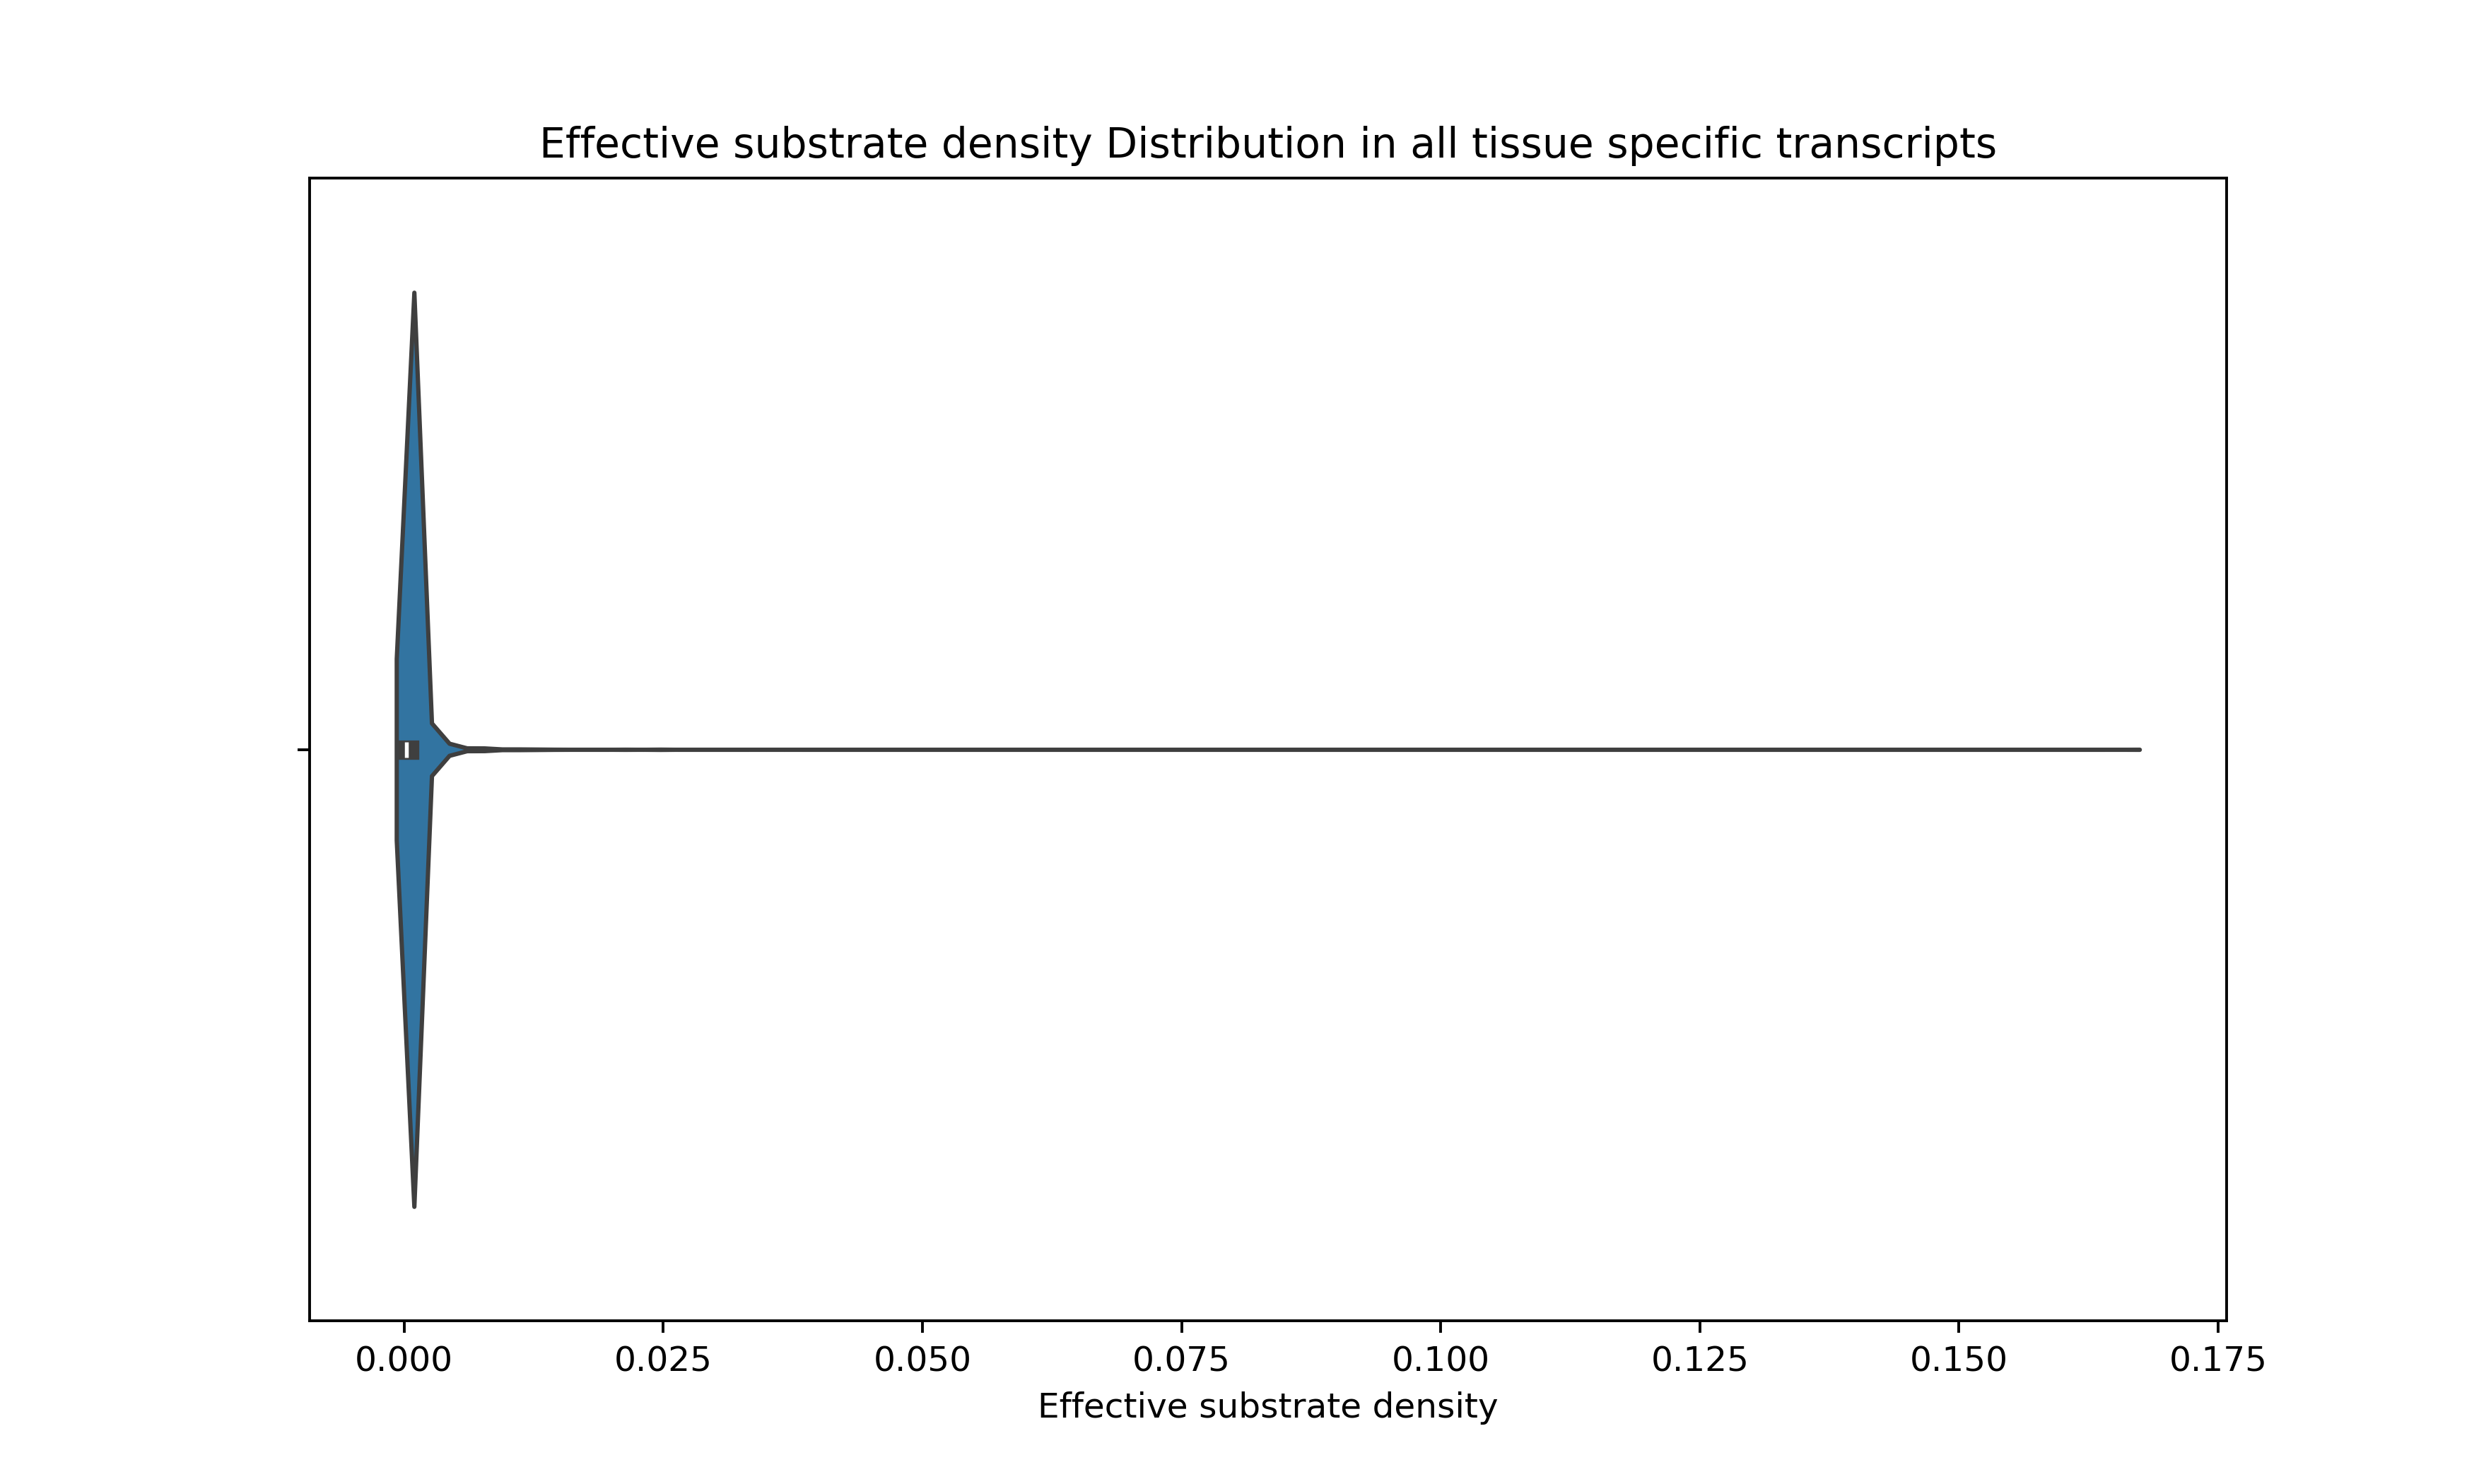 Effective substrate density Distribution in all tissue specific transcripts
0.000 0.025 0.050 0.075 0.100 0.125 0.150 0.175
Effective substrate density